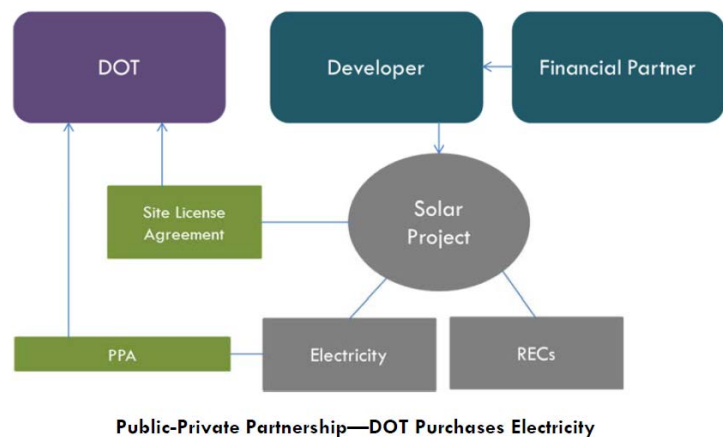 DOT
Developer
Financial Partner
Site License
Agreement
Solar
Project
PPA
Electricity
RECs
Public-Private Partnership—DOT Purchases Electricity